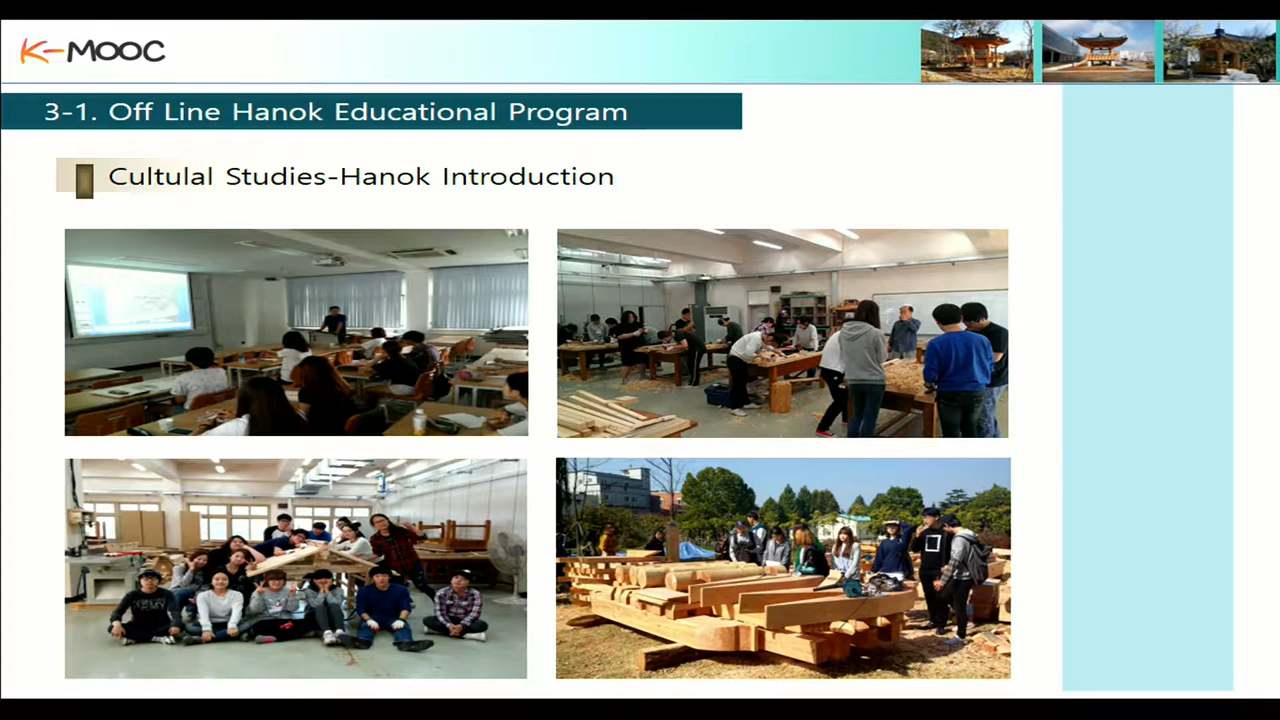 K-MOOC
3-1. Off Line Hanok Educational Program
Cultulal Studies-Hanok Introduction